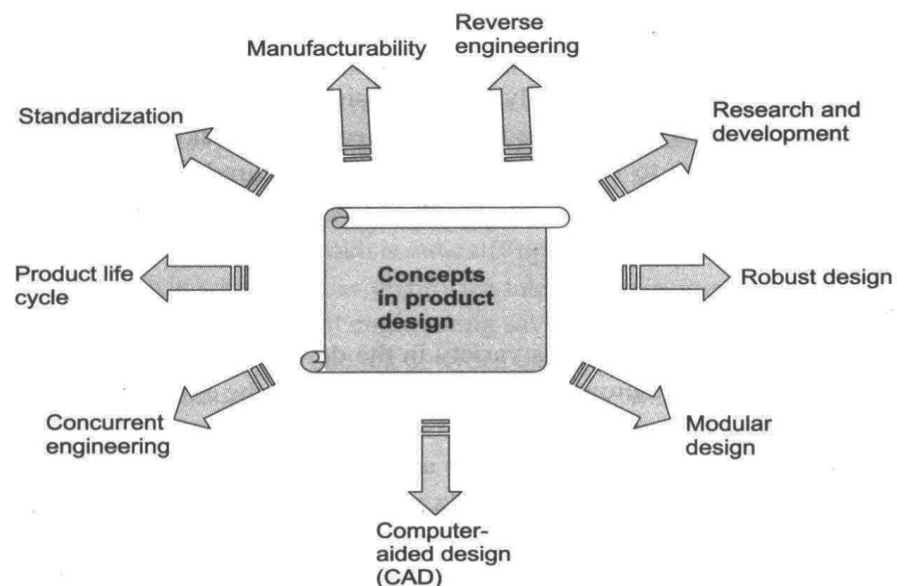 Reverse
engineering
Manufacturability
Research and
development
Standardization
Concepts
in product
design
Product life
cycle
Robust design
Concurrent
engineering
Modular
design
Computer-
aided design
(CAD)